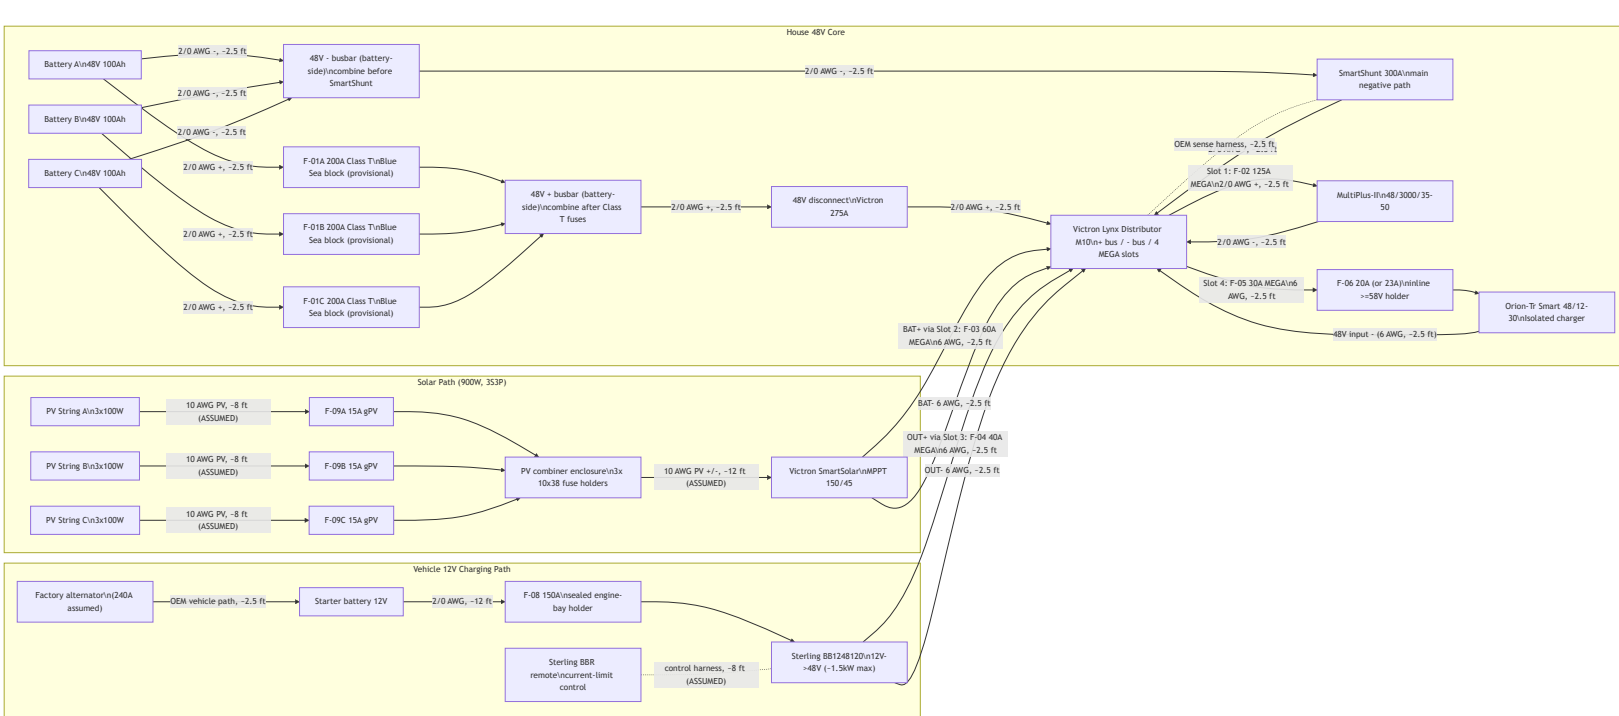 House 48V Core
Battery A\n48V 100Ah
2/0 AWG -, ~2.5 ft
48V - busbar (battery-
side)\ncombine before
SmartShunt
2/0 AWG -, ~2.5 ft
SmartShunt 300A\nmain
negative path
Battery B\n48V 100Ah
2/0 AWG -, ~2.5 ft
2/0 AWG -, ~2.5 ft
Battery C\n48V 100Ah
2/0 AWG +, ~2.5 ft
F-01A 200A Class T\nBlue
Sea block (provisional)
OEM sense harness, ~2.5 ft
Slot 1: F-02 125A
MEGA\n2/0 AWG +, ~2.5 ft
48V + busbar (battery-
side)\ncombine after Class
T fuses
2/0 AWG +, ~2.5 ft
48V disconnect\nVictron
275A
2/0 AWG +, ~2.5 ft
MultiPlus-II\n48/3000/35-
50
2/0 AWG +, ~2.5 ft
F-01B 200A Class T\nBlue
Sea block (provisional)
Victron Lynx Distributor
M10\n+ bus / - bus / 4
MEGA slots
2/0 AWG -, ~2.5 ft
2/0 AWG +, ~2.5 ft
F-01C 200A Class T\nBlue
Sea block (provisional)
Slot 4: F-05 30A MEGA\n6
AWG, ~2.5 ft
F-06 20A (or 23A)\ninline
>=58V holder
Orion-Tr Smart 48/12-
30\nIsolated charger
48V input - (6 AWG, ~2.5 ft)
BAT+ via Slot 2: F-03 60A
MEGA\n6 AWG, ~2.5 ft
Solar Path (900W, 3S3P)
PV String A\n3x100W
10 AWG PV, ~8 ft
(ASSUMED)
F-09A 15A gPV
BAT- 6 AWG, ~2.5 ft
OUT+ via Slot 3: F-04 40A
MEGA\n6 AWG, ~2.5 ft
OUT- 6 AWG, ~2.5 ft
PV String B\n3x100W
10 AWG PV, ~8 ft
(ASSUMED)
F-09B 15A gPV
PV combiner enclosure\n3x
10x38 fuse holders
10 AWG PV +/-, ~12 ft
(ASSUMED)
Victron SmartSolar\nMPPT
150/45
PV String C\n3x100W
10 AWG PV, ~8 ft
(ASSUMED)
F-09C 15A gPV
Vehicle 12V Charging Path
Factory alternator\n(240A
assumed)
OEM vehicle path, ~2.5 ft
Starter battery 12V
2/0 AWG, ~12 ft
F-08 150A\nsealed engine-
bay holder
Sterling BBR
remote\ncurrent-limit
control
control harness, ~8 ft
(ASSUMED)
Sterling BB1248120\n12V-
>48V (~1.5kW max)